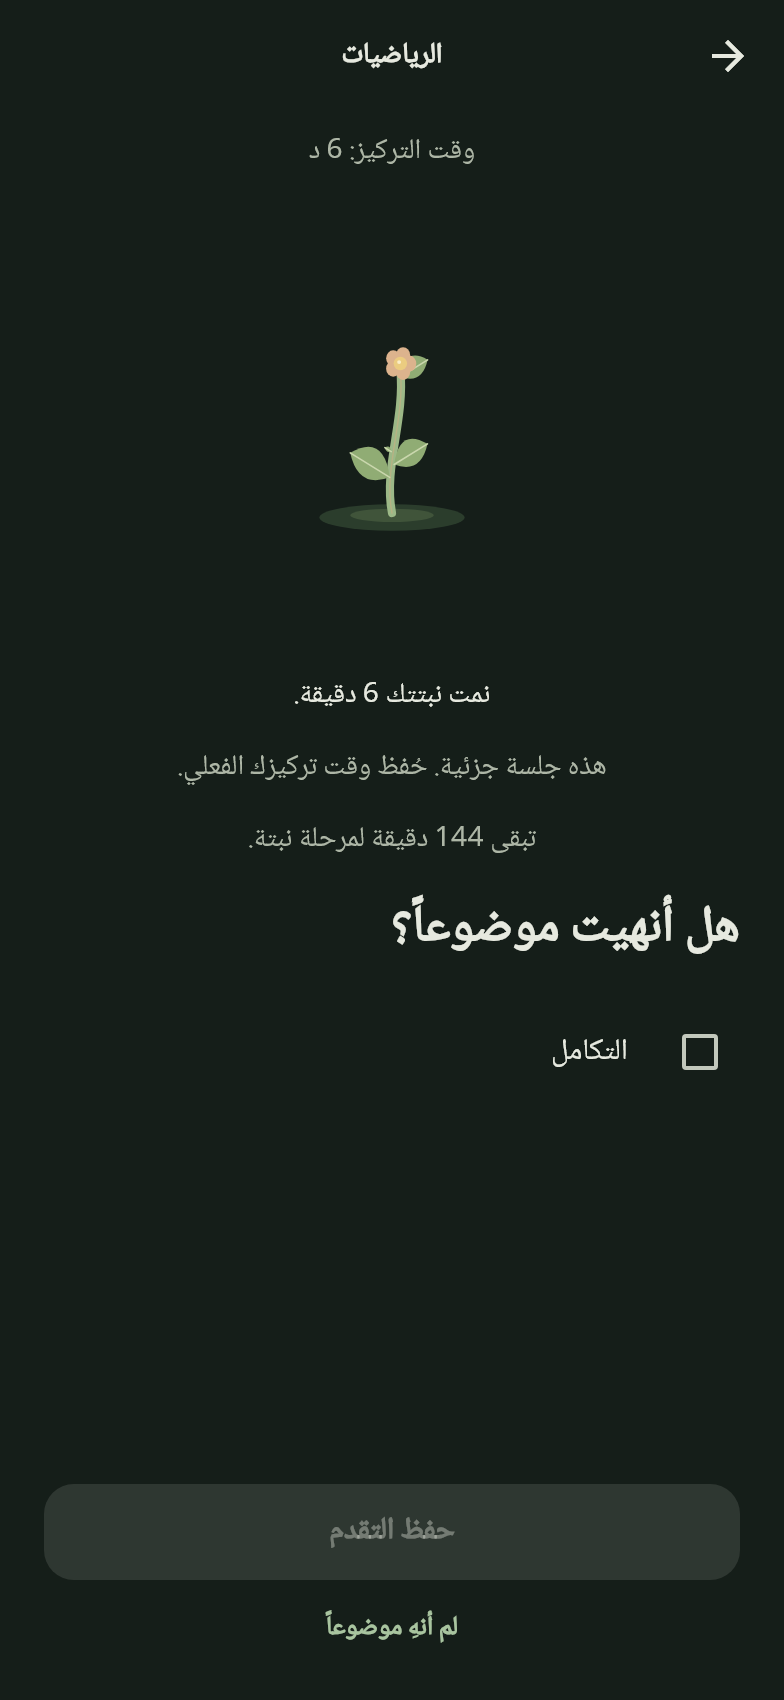 الرياضيات
وقت التركيز: 6 د
نمت نبتتك 6 دقيقة.
هذه جلسة جزئية. حُفظ وقت تركيزك الفعلي.
تبقى 144 دقيقة لمرحلة نبتة.
هل أنهيت موضوعاً؟
التكامل
حفظ التقدم
لم أنهِ موضوعاً